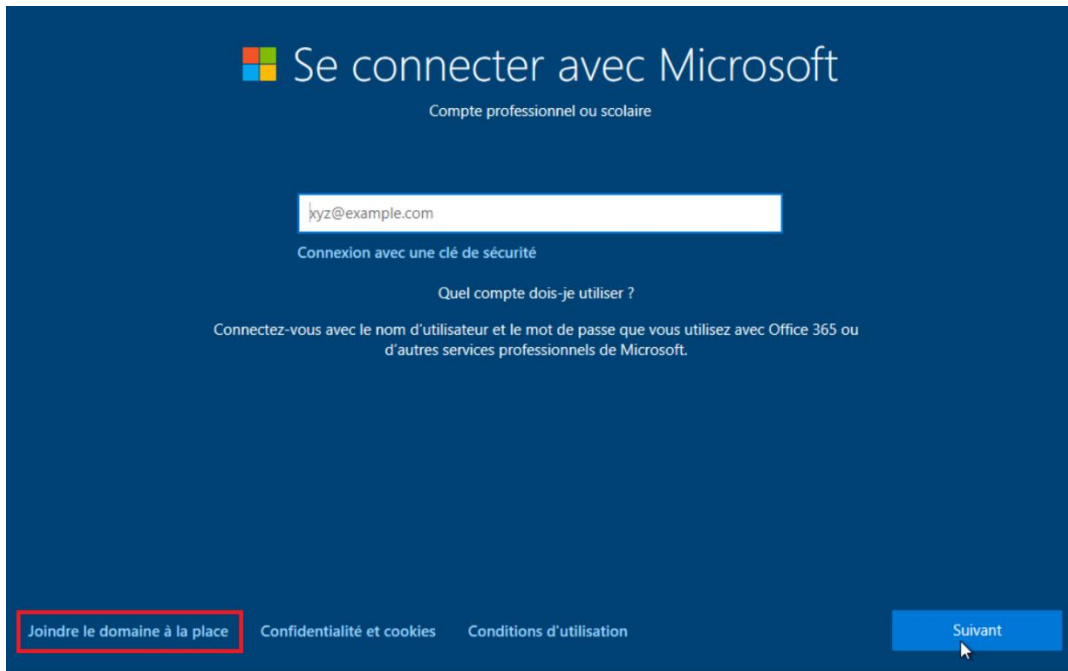 Se connecter avec Microsoft
Compte professionnel ou scolaire
xyz@example.com
Connexion avec une clé de sécurité
Quel compte dois-je utiliser ?
Connectez-vous avec le nom d'utilisateur et le mot de passe que vous utilisez avec Office 365 ou
d'autres services professionnels de Microsoft.
Joindre le domaine à la place
Confidentialité et cookies
Conditions d'utilisation
Suivant